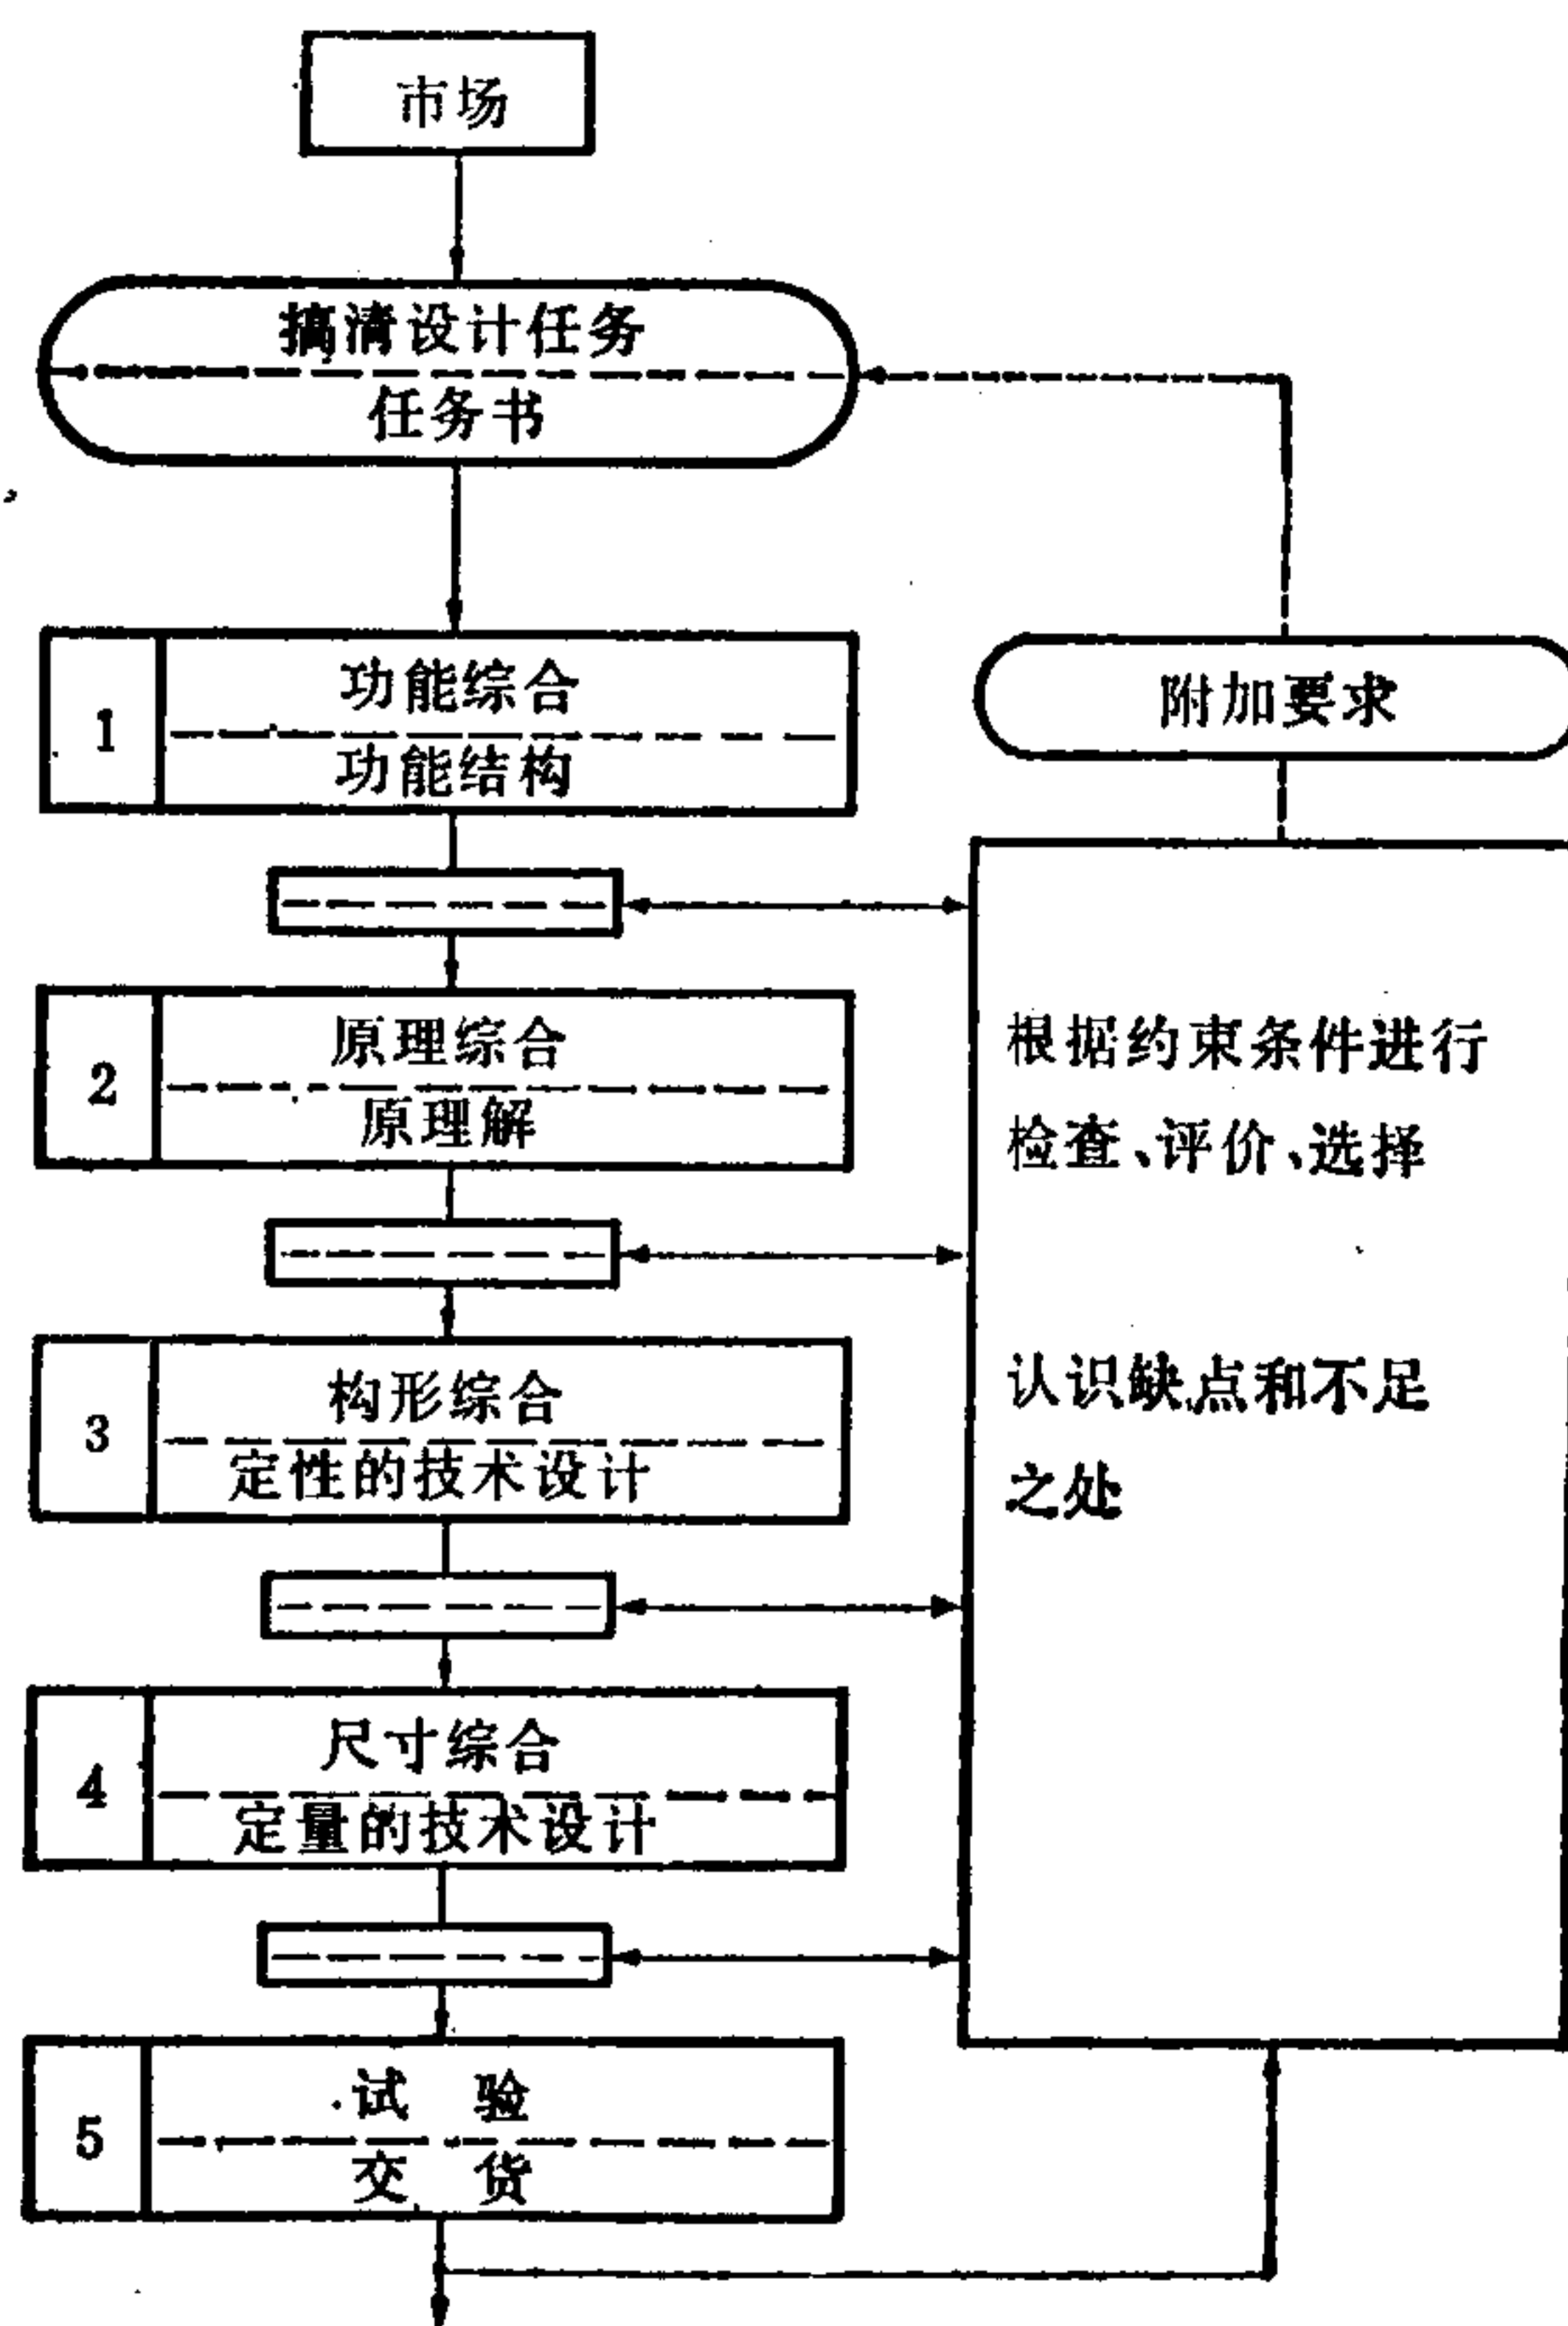 市场
搞清设计任务
任务书
1
功能综合
功能结构
附加要求
2
原理综合
原理解
根据约束条件进行
检查、评价、选择
3
构形综合
定性的技术设计
认识缺点和不足
之处
4
尺寸综合
定量的技术设计
5
试 验
交 货